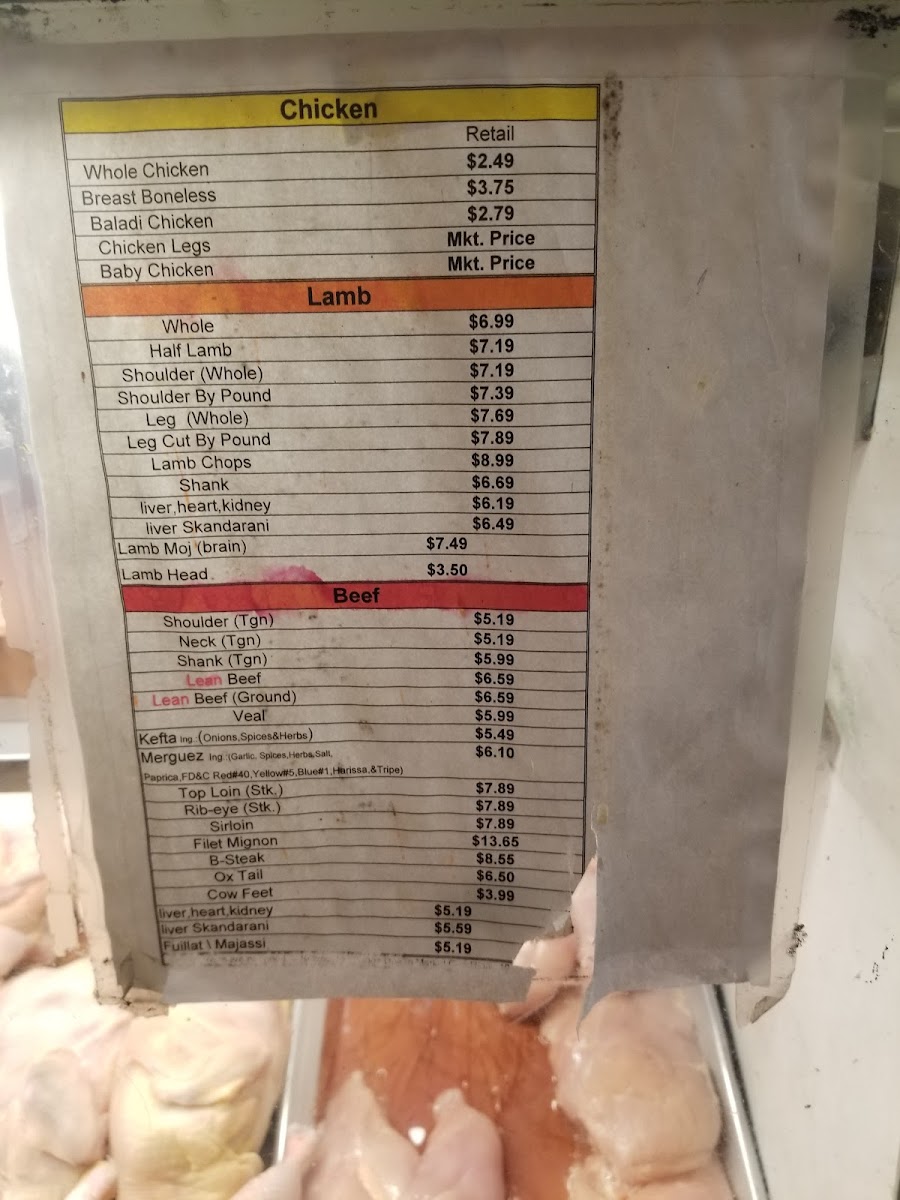 Chicken
Retail
Whole Chicken $2.49
Breast Boneless $3.75
Baladi Chicken $2.79
Chicken Legs Mkt. Price
Baby Chicken Mkt. Price
Lamb
Whole $6.99
Half Lamb $7.19
Shoulder (Whole) $7.19
Shoulder By Pound $7.39
Leg (Whole) $7.69
Leg Cut By Pound $7.89
Lamb Chops $8.99
Shank $6.69
liver,heart,kidney $6.19
liver Skandarani $6.49
Lamb Moj (brain) $7.49
Lamb Head $3.50
Beef
Shoulder (Tgn) $5.19
Neck (Tgn) $5.19
Shank (Tgn) $5.99
Lean Beef $6.59
Lean Beef (Ground) $6.59
Veal $5.99
Kefta Ing.:(Onions,Spices&Herbs) $5.49
Merguez Ing.:(Garlic, Spices,Herbs,Salt, $6.10
Paprica,FD&C Red#40,Yellow#5,Blue#1,Harissa,&Tripe)
Top Loin (Stk.) $7.89
Rib-eye (Stk.) $7.89
Sirloin $7.89
Filet Mignon $13.65
B-Steak $8.55
Ox Tail $6.50
Cow Feet $3.99
liver,heart,kidney $5.19
liver Skandarani $5.59
Fuillat \ Majassi $5.19